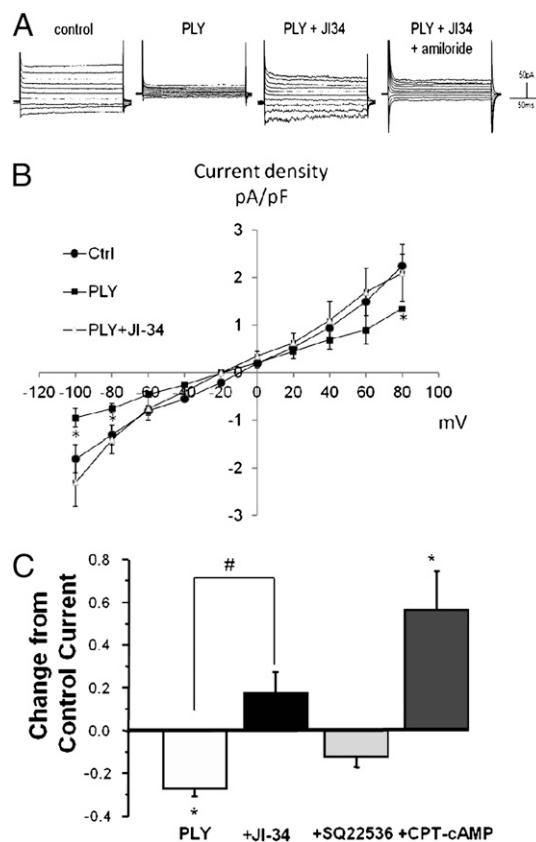 A
control PLY PLY + JI34 PLY + JI34
+ amiloride
50pA
50ms
B
Current density
pA/pF
Ctrl
PLY
PLY+JI-34
3
2
1
0
-120 -100 -80 -60 -40 -20 0 20 40 60 80 100
mV
-1
-2
-3
*
*
*
C
Change from
Control Current
0.8
0.6
0.4
0.2
0.0
-0.2
-0.4
#
*
*
PLY +JI-34 +SQ22536 +CPT-cAMP